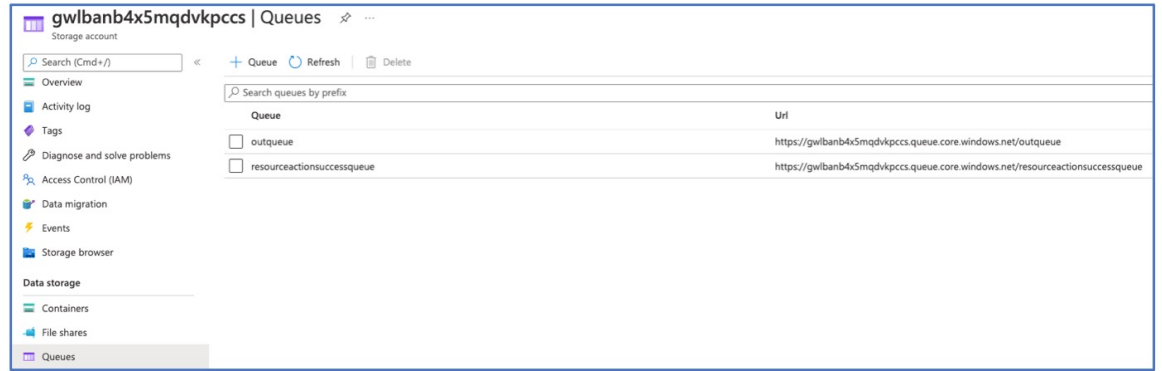 gwlbanb4x5mqdvkpccs | Queues
Storage account
Search (Cmd+/)
Overview
Activity log
Tags
Diagnose and solve problems
Access Control (IAM)
Data migration
Events
Storage browser
Data storage
Containers
File shares
Queues
Queue Refresh Delete
Search queues by prefix
Queue Url
outqueue https://gwlbanb4x5mqdvkpccs.queue.core.windows.net/outqueue
resourceactionsuccessqueue https://gwlbanb4x5mqdvkpccs.queue.core.windows.net/resourceactionsuccessqueue